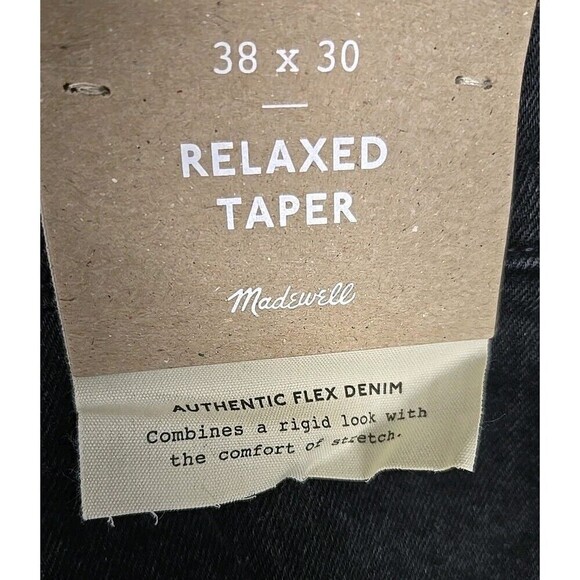 38 x 30
RELAXED
TAPER
Madewell
AUTHENTIC FLEX DENIM
Combines a rigid look with
the comfort of stretch.